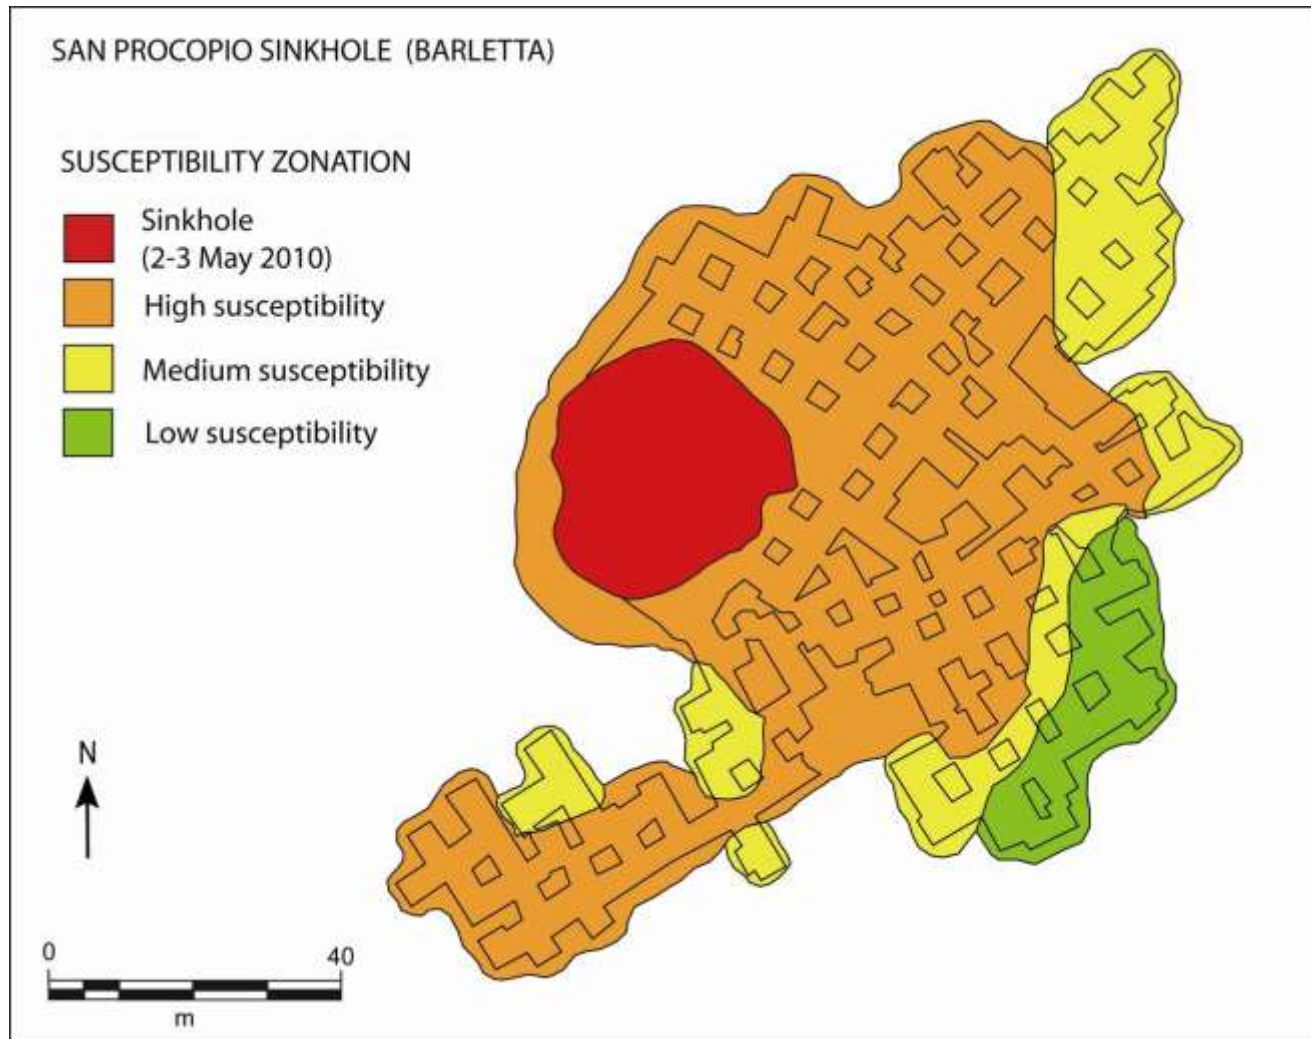 SAN PROCOPIO SINKHOLE (BARLETTA)
SUSCEPTIBILITY ZONATION
Sinkhole
(2-3 May 2010)
High susceptibility
Medium susceptibility
Low susceptibility
N
0 40
m